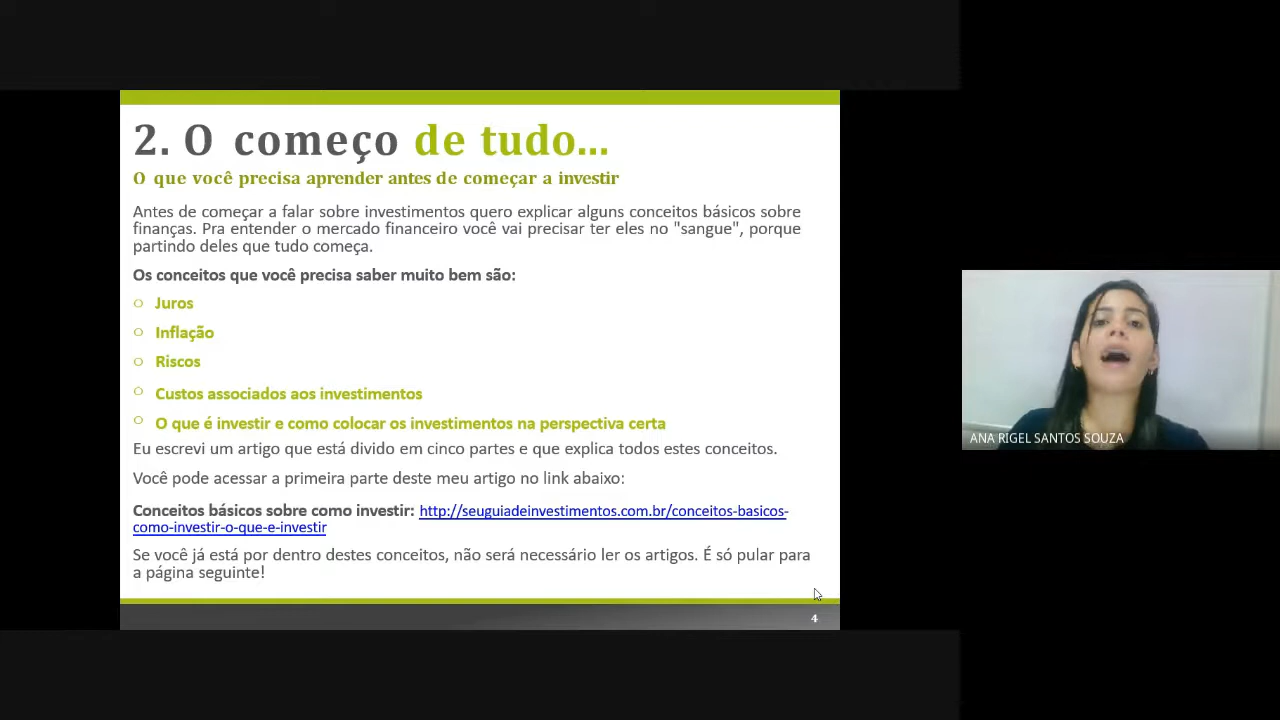 2. O começo de tudo...
O que você precisa aprender antes de começar a investir
Antes de começar a falar sobre investimentos quero explicar alguns conceitos básicos sobre
finanças. Pra entender o mercado financeiro você vai precisar ter eles no "sangue", porque
partindo deles que tudo começa.
Os conceitos que você precisa saber muito bem são:
o Juros
o Inflação
o Riscos
o Custos associados aos investimentos
o O que é investir e como colocar os investimentos na perspectiva certa
Eu escrevi um artigo que está divido em cinco partes e que explica todos estes conceitos.
Você pode acessar a primeira parte deste meu artigo no link abaixo:
Conceitos básicos sobre como investir: http://seuguiadeinvestimentos.com.br/conceitos-basicos-
como-investir-o-que-e-investir
Se você já está por dentro destes conceitos, não será necessário ler os artigos. É só pular para
a página seguinte!
4
ANA RIGEL SANTOS SOUZA